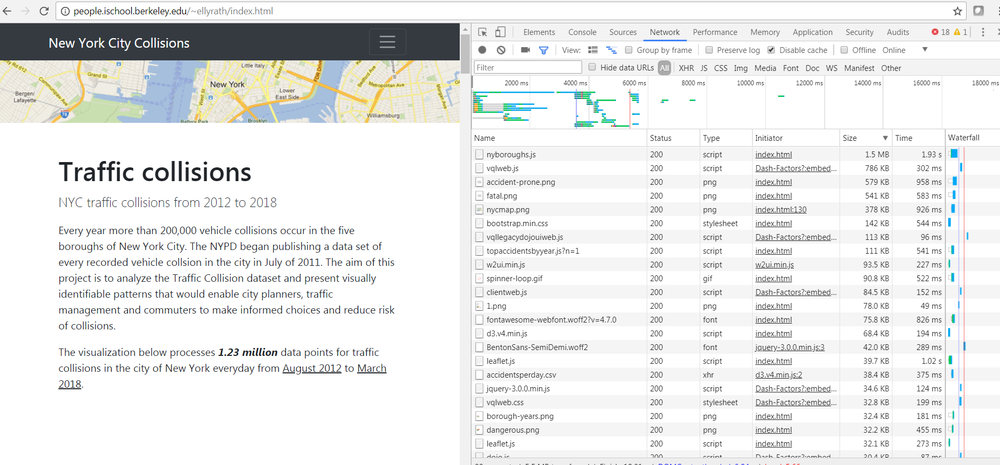 people.ischool.berkeley.edu/~ellyrath/index.html
New York City Collisions
Little Italy
Grand St
Communipaw Ave
New York
Essex St
FDR Drive
Bedford Ave
Metropolitan Ave
Morgan Ave
Bergen/
Lafayette
West St
Lower
East Side
78
Williamsburg
Battery Park
Brooklyn
Traffic collisions
NYC traffic collisions from 2012 to 2018
Every year more than 200,000 vehicle collisions occur in the five
boroughs of New York City. The NYPD began publishing a data set of
every recorded vehicle collsion in the city in July of 2011. The aim of this
project is to analyze the Traffic Collision dataset and present visually
identifiable patterns that would enable city planners, traffic
management and commuters to make informed choices and reduce risk
of collisions.
The visualization below processes 1.23 million data points for traffic
collisions in the city of New York everyday from August 2012 to March
2018.
Elements Console Sources Network Performance Memory Application Security Audits 18 1
View: Group by frame Preserve log Disable cache Offline Online
Filter Hide data URLs All XHR JS CSS Img Media Font Doc WS Manifest Other
2000 ms 4000 ms 6000 ms 8000 ms 10000 ms 12000 ms 14000 ms 16000 ms 18000 ms
Name Status Type Initiator Size Time Waterfall
nyboroughs.js 200 script index.html 1.5 MB 1.93 s
vqlweb.js 200 script Dash-Factors?:embed... 786 KB 302 ms
accident-prone.png 200 png index.html 579 KB 958 ms
fatal.png 200 png index.html 541 KB 583 ms
nycmap.png 200 png index.html:130 378 KB 926 ms
bootstrap.min.css 200 stylesheet index.html 142 KB 544 ms
vqllegacydojouiweb.js 200 script Dash-Factors?:embed... 113 KB 96 ms
topaccidentsbyyear.js?n=1 200 script index.html 111 KB 541 ms
w2ui.min.js 200 script w2ui.min.js 93.5 KB 227 ms
spinner-loop.gif 200 gif index.html 90.8 KB 522 ms
clientweb.js 200 script Dash-Factors?:embed... 84.5 KB 152 ms
1.png 200 png index.html 78.0 KB 49 ms
fontawesome-webfont.woff2?v=4.7.0 200 font index.html 75.8 KB 826 ms
d3.v4.min.js 200 script index.html 68.4 KB 194 ms
BentonSans-SemiDemi.woff2 200 font jquery-3.0.0.min.js:3 42.0 KB 289 ms
leaflet.js 200 script index.html 39.7 KB 1.02 s
accidentsperday.csv 200 xhr d3.v4.min.js:2 38.4 KB 375 ms
jquery-3.0.0.min.js 200 script Dash-Factors?:embed... 34.6 KB 124 ms
vqlweb.css 200 stylesheet Dash-Factors?:embed... 32.8 KB 199 ms
borough-years.png 200 png index.html 32.4 KB 181 ms
dangerous.png 200 png index.html 32.2 KB 455 ms
leaflet.js 200 script index.html 32.1 KB 273 ms
dojo.js 200 script Dash-Factors?:embed... 30.4 KB 87 ms